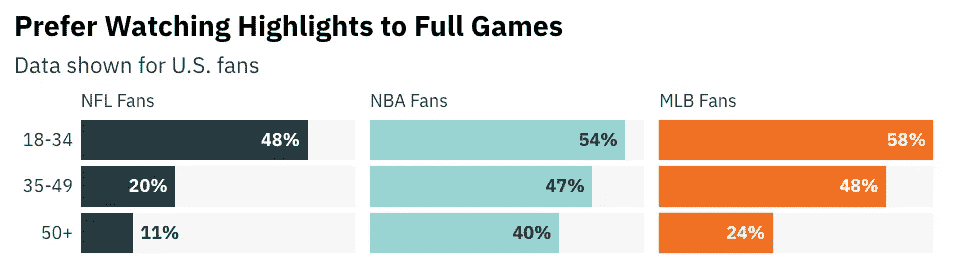 Prefer Watching Highlights to Full Games
Data shown for U.S. fans
NFL Fans NBA Fans MLB Fans
18-34 48% 54% 58%
35-49 20% 47% 48%
50+ 11% 40% 24%